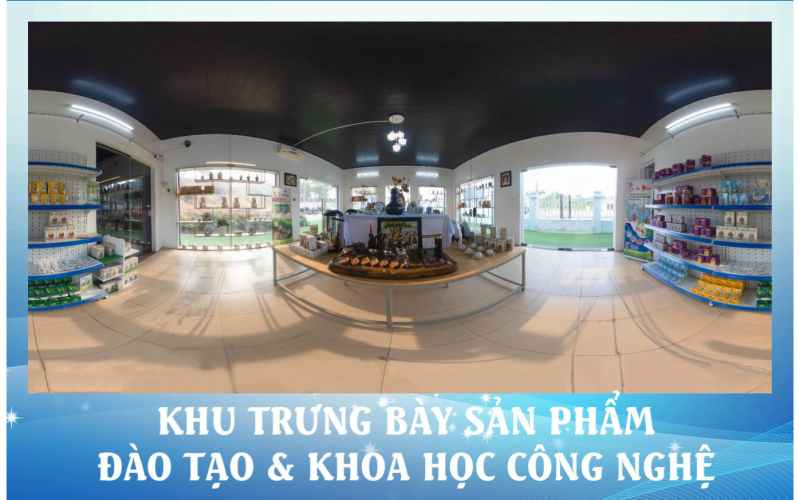 KHU TRƯNG BÀY SẢN PHẨM
ĐÀO TẠO & KHOA HỌC CÔNG NGHỆ